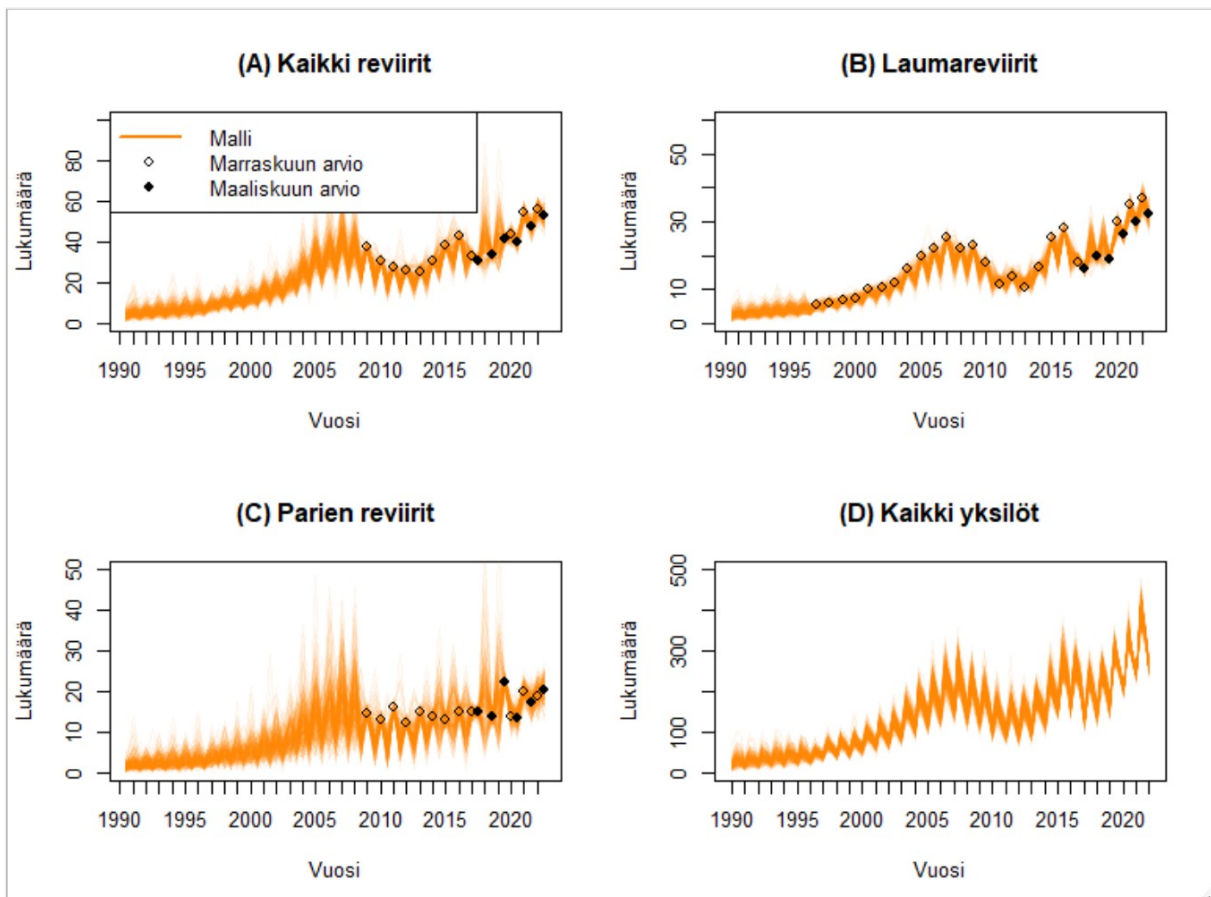 (A) Kaikki reviirit
Malli
Marraskuun arvio
Maaliskuun arvio
Lukumäärä
0 20 40 60 80
1990 1995 2000 2005 2010 2015 2020
Vuosi
(B) Laumareviirit
Lukumäärä
0 10 30 50
1990 1995 2000 2005 2010 2015 2020
Vuosi
(C) Parien reviirit
Lukumäärä
0 10 20 30 40 50
1990 1995 2000 2005 2010 2015 2020
Vuosi
(D) Kaikki yksilöt
Lukumäärä
0 100 300 500
1990 1995 2000 2005 2010 2015 2020
Vuosi